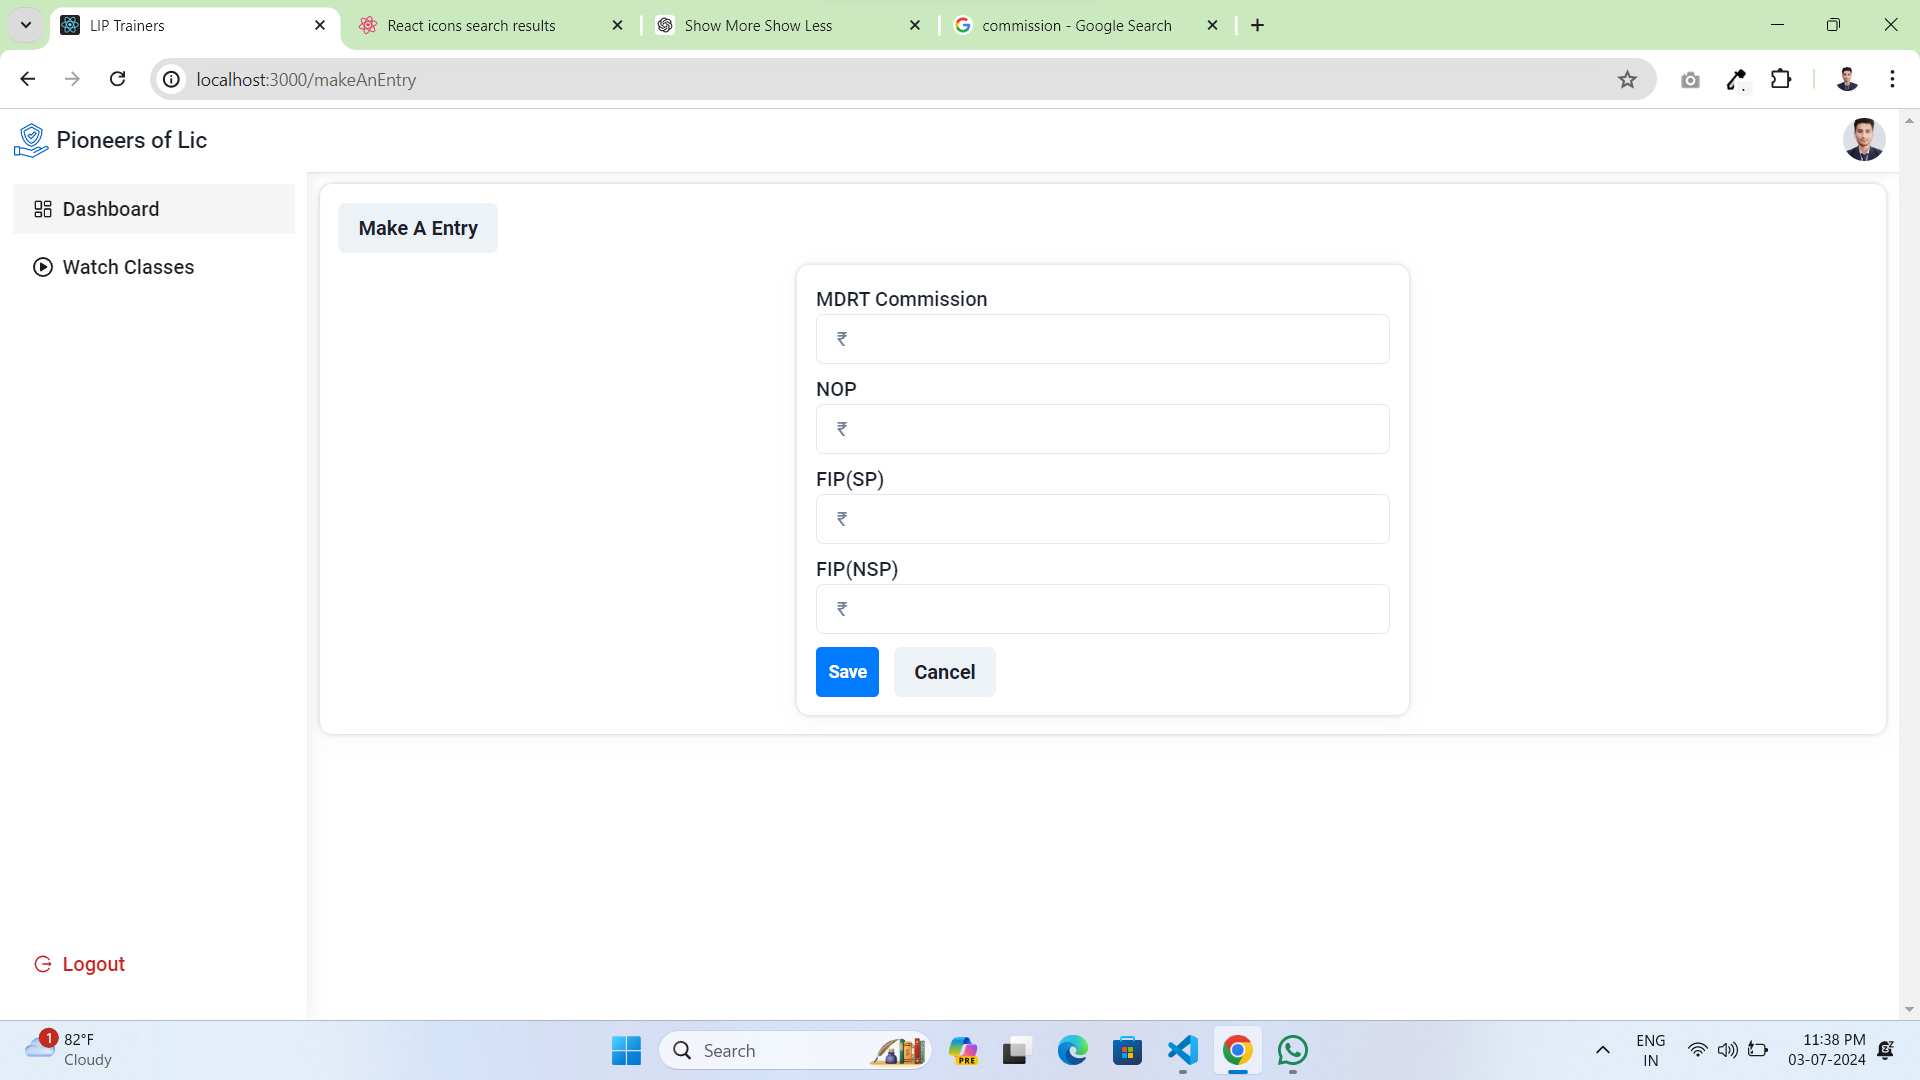 LIP Trainers
React icons search results
Show More Show Less
commission - Google Search
localhost:3000/makeAnEntry
Pioneers of Lic
Dashboard
Watch Classes
Make A Entry
MDRT Commission
₹
NOP
₹
FIP(SP)
₹
FIP(NSP)
₹
Save
Cancel
Logout
1
82°F
Cloudy
Search
PRE
ENG
IN
11:38 PM
03-07-2024